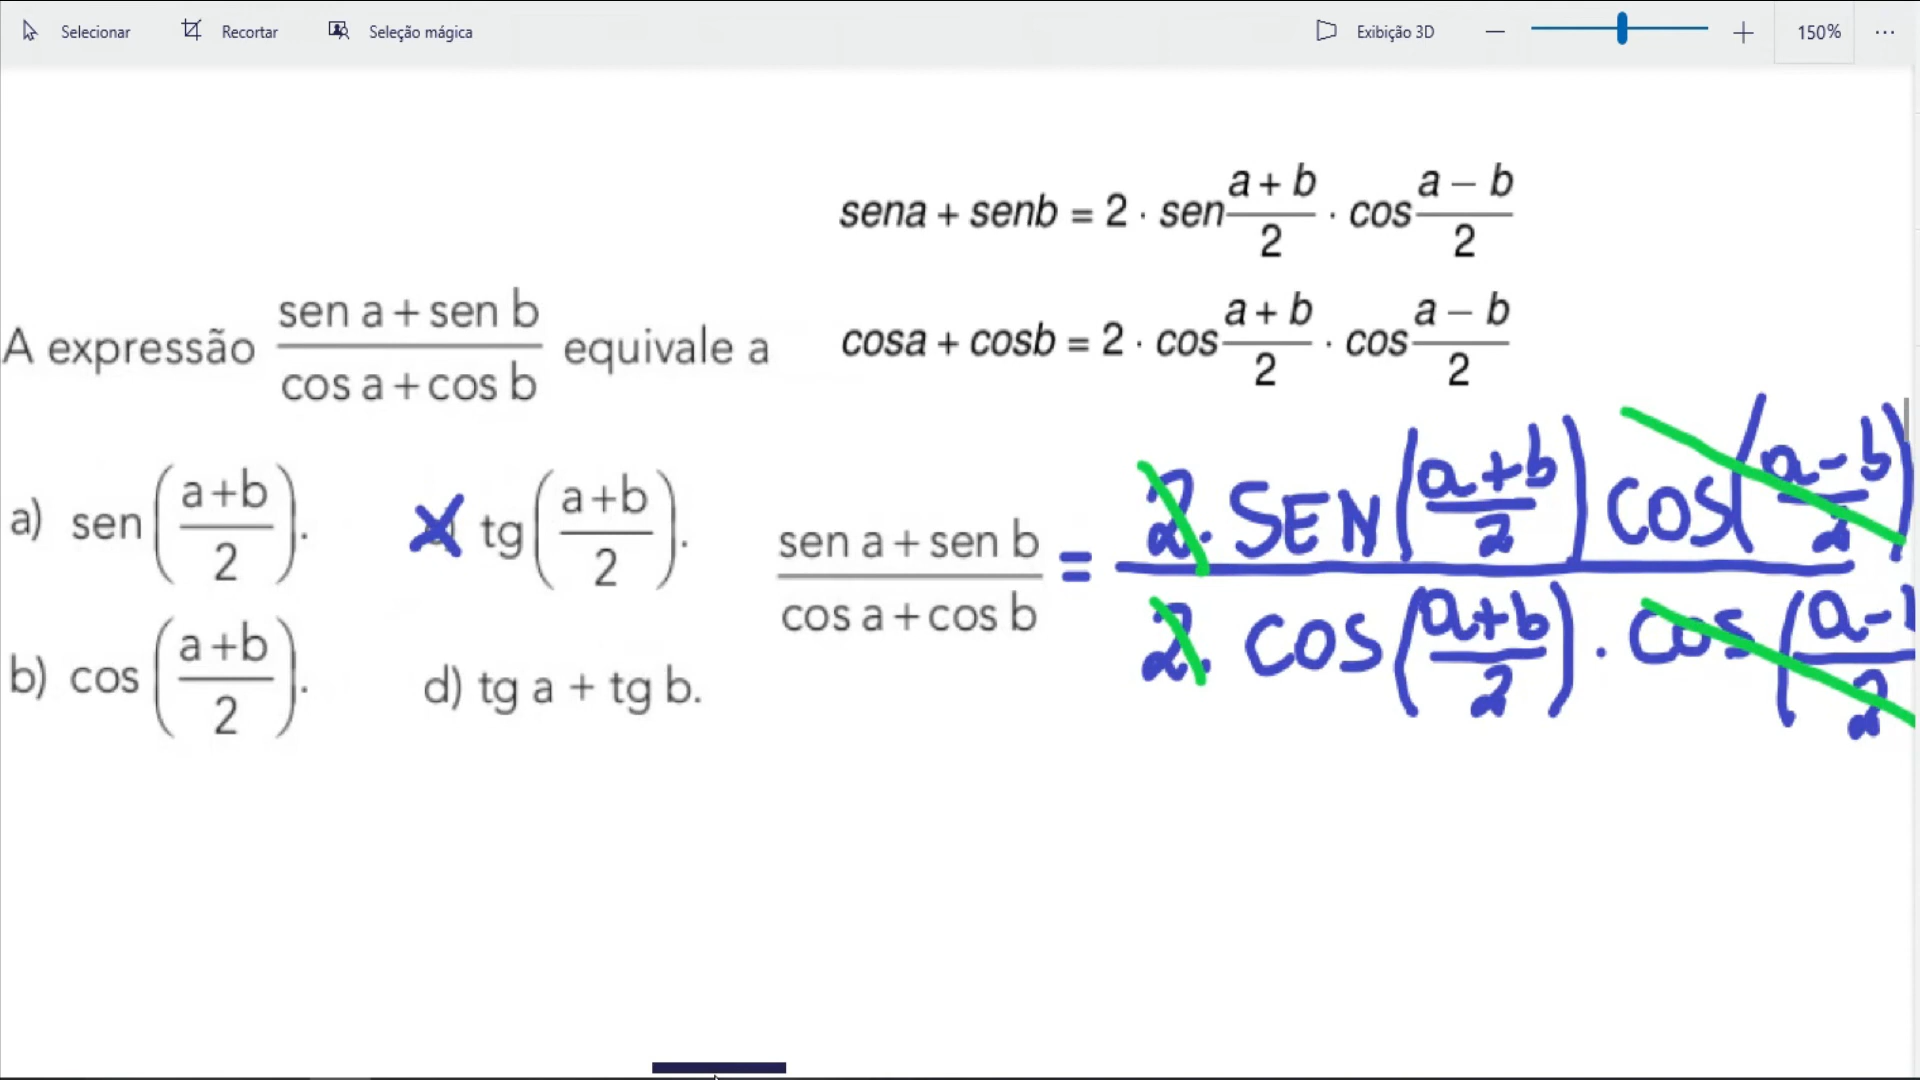 Selecionar Recortar Seleção mágica Exibição 3D 150%
sena + senb = 2 · sen a + b / 2 · cos a − b / 2
cosa + cosb = 2 · cos a + b / 2 · cos a − b / 2
A expressão sen a + sen b / cos a + cos b equivale a
a) sen (a+b / 2).
tg (a+b / 2).
b) cos (a+b / 2).
d) tg a + tg b.
sen a + sen b / cos a + cos b = 2. SEN (a+b / 2) COS (a-b / 2) / 2. COS (a+b / 2) . COS (a- / 2